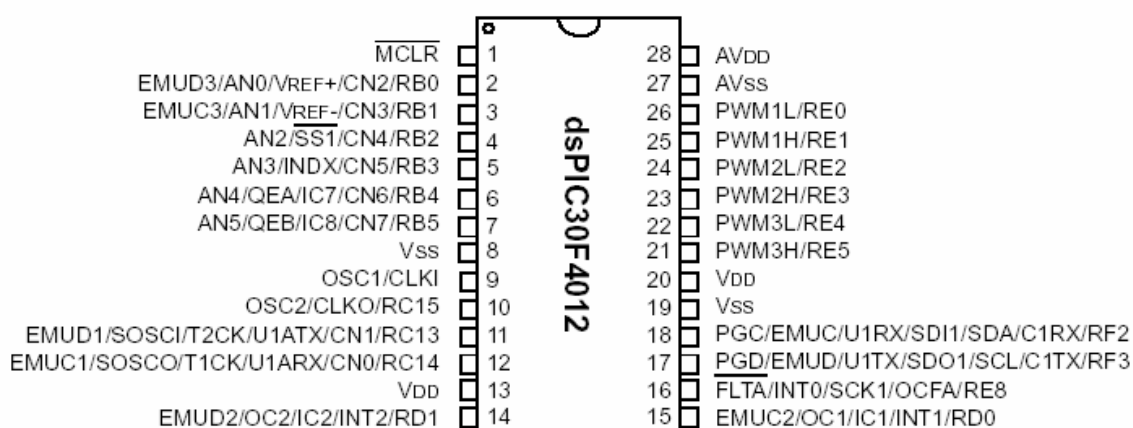 MCLR 1 28 AVDD
EMUD3/AN0/VREF+/CN2/RB0 2 27 AVSS
EMUC3/AN1/VREF-/CN3/RB1 3 26 PWM1L/RE0
AN2/SS1/CN4/RB2 4 25 PWM1H/RE1
AN3/INDX/CN5/RB3 5 24 PWM2L/RE2
AN4/QEA/IC7/CN6/RB4 6 23 PWM2H/RE3
AN5/QEB/IC8/CN7/RB5 7 22 PWM3L/RE4
VSS 8 21 PWM3H/RE5
OSC1/CLKI 9 20 VDD
OSC2/CLKO/RC15 10 19 VSS
EMUD1/SOSCI/T2CK/U1ATX/CN1/RC13 11 18 PGC/EMUC/U1RX/SDI1/SDA/C1RX/RF2
EMUC1/SOSCO/T1CK/U1ARX/CN0/RC14 12 17 PGD/EMUD/U1TX/SDO1/SCL/C1TX/RF3
VDD 13 16 FLTA/INT0/SCK1/OCFA/RE8
EMUD2/OC2/IC2/INT2/RD1 14 15 EMUC2/OC1/IC1/INT1/RD0
dsPIC30F4012